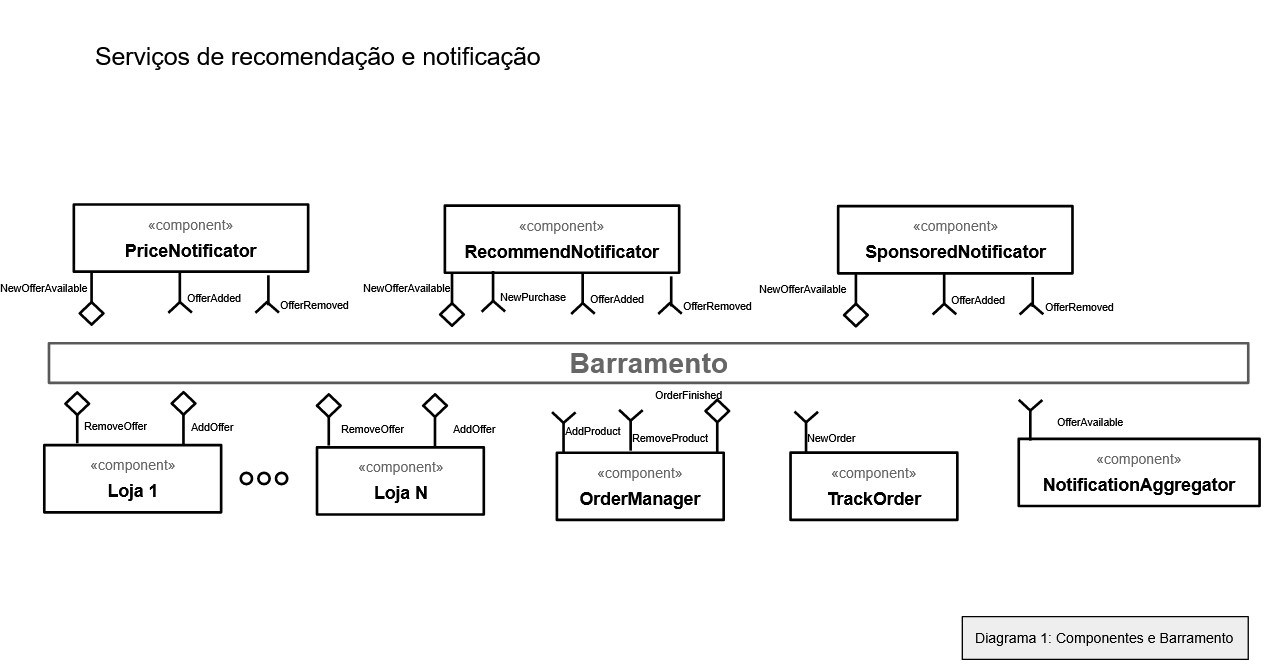 Serviços de recomendação e notificação
«component»
PriceNotificator
«component»
RecommendNotificator
«component»
SponsoredNotificator
NewOfferAvailable
OfferAdded
OfferRemoved
NewOfferAvailable
NewPurchase
OfferAdded
OfferRemoved
NewOfferAvailable
OfferAdded
OfferRemoved
Barramento
RemoveOffer
AddOffer
RemoveOffer
AddOffer
AddProduct
RemoveProduct
OrderFinished
NewOrder
OfferAvailable
«component»
Loja 1
«component»
Loja N
«component»
OrderManager
«component»
TrackOrder
«component»
NotificationAggregator
Diagrama 1: Componentes e Barramento